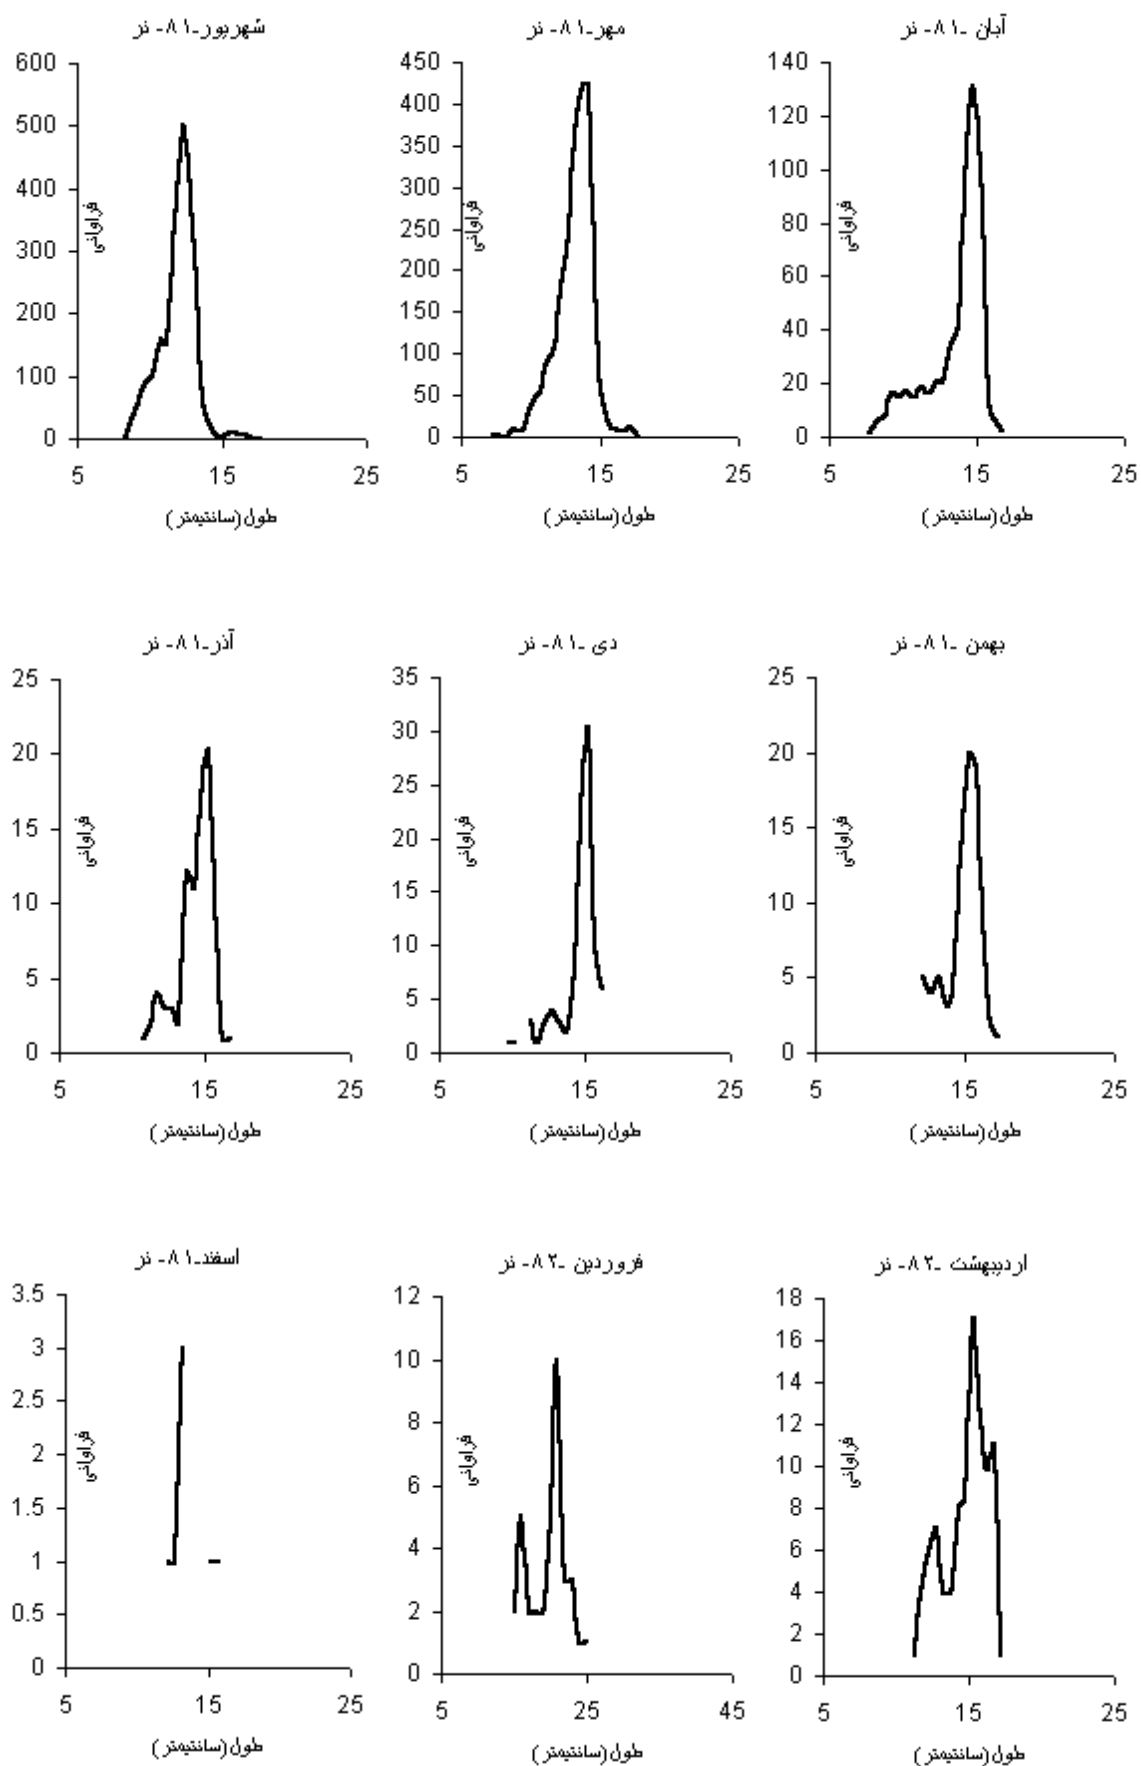 شهریور-۸۱- نر
600
500
400
300
200
100
0
فراوانی
5 15 25
طول(سانتیمتر)
مهر-۸۱- نر
450
400
350
300
250
200
150
100
50
0
فراوانی
5 15 25
طول(سانتیمتر)
آبان -۸۱- نر
140
120
100
80
60
40
20
0
فراوانی
5 15 25
طول(سانتیمتر)
آذر-۸۱- نر
25
20
15
10
5
0
فراوانی
5 15 25
طول(سانتیمتر)
دی -۸۱- نر
35
30
25
20
15
10
5
0
فراوانی
5 15 25
طول(سانتیمتر)
بهمن -۸۱- نر
25
20
15
10
5
0
فراوانی
5 15 25
طول(سانتیمتر)
اسفند-۸۱- نر
3.5
3
2.5
2
1.5
1
0.5
0
فراوانی
5 15 25
طول(سانتیمتر)
فروردین -۸۲- نر
12
10
8
6
4
2
0
فراوانی
5 25 45
طول(سانتیمتر)
اردیبهشت -۸۲- نر
18
16
14
12
10
8
6
4
2
0
فراوانی
5 15 25
طول(سانتیمتر)